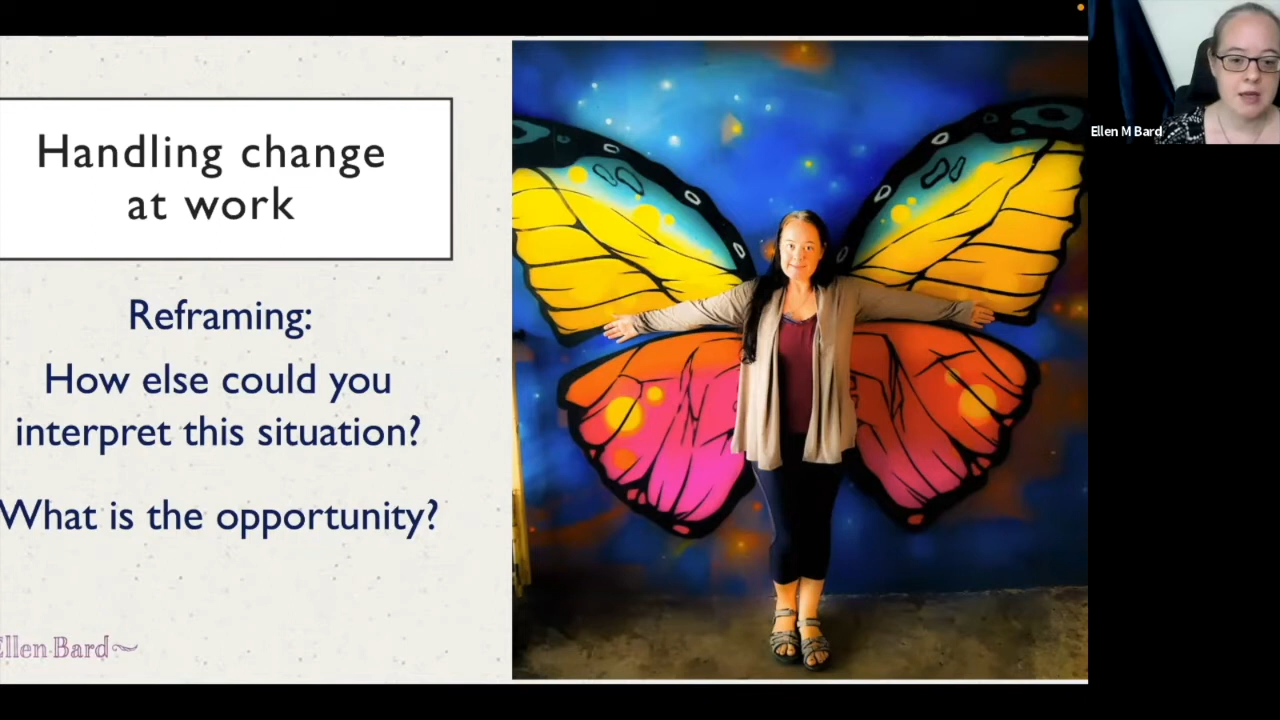 Handling change
at work
Reframing:
How else could you
interpret this situation?
What is the opportunity?
Ellen Bard
Ellen M Bard